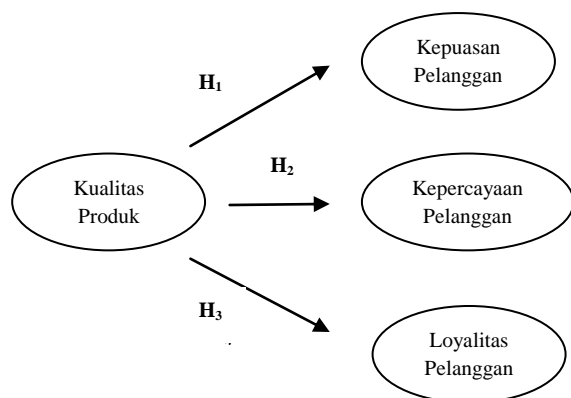 Kepuasan
Pelanggan
H₁
H₂
Kualitas
Produk
Kepercayaan
Pelanggan
H₃
Loyalitas
Pelanggan